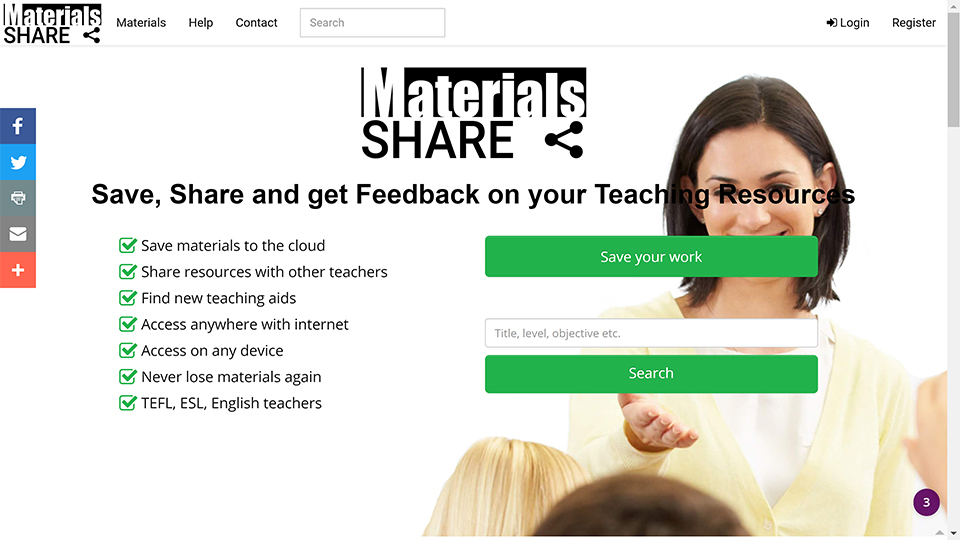 Materials
SHARE
Materials Help Contact Search Login Register
Materials
SHARE
Save, Share and get Feedback on your Teaching Resources
Save materials to the cloud
Share resources with other teachers
Find new teaching aids
Access anywhere with internet
Access on any device
Never lose materials again
TEFL, ESL, English teachers
Save your work
Title, level, objective etc.
Search
3